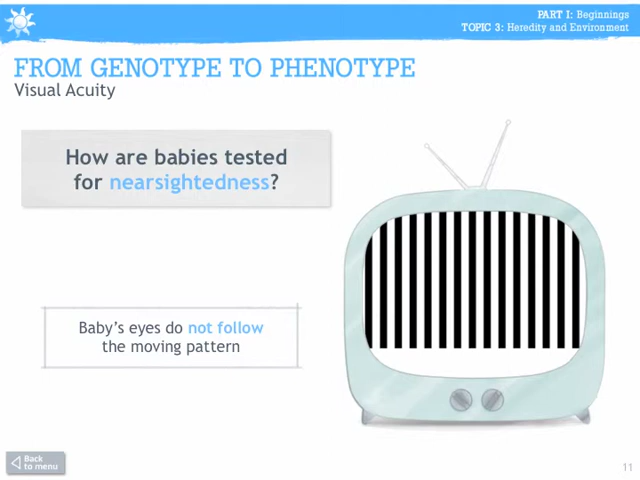 PART I: Beginnings
TOPIC 3: Heredity and Environment
FROM GENOTYPE TO PHENOTYPE
Visual Acuity
How are babies tested
for nearsightedness?
Baby's eyes do not follow
the moving pattern
Back
to menu
11